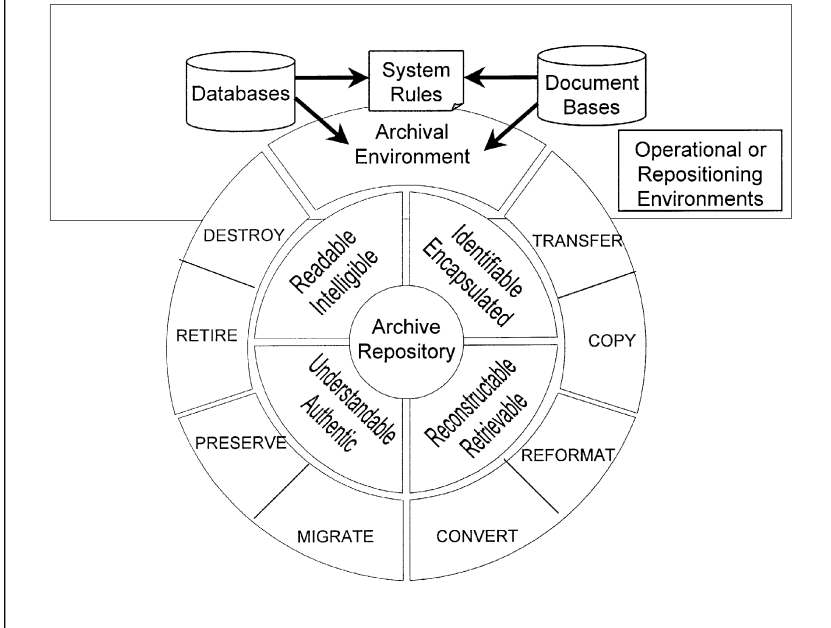 Databases
System
Rules
Document
Bases
Archival
Environment
Operational or
Repositioning
Environments
DESTROY
TRANSFER
Readable
Intelligible
Identifiable
Encapsulated
RETIRE
COPY
Archive
Repository
Understandable
Authentic
Reconstructable
Retrievable
PRESERVE
REFORMAT
MIGRATE
CONVERT